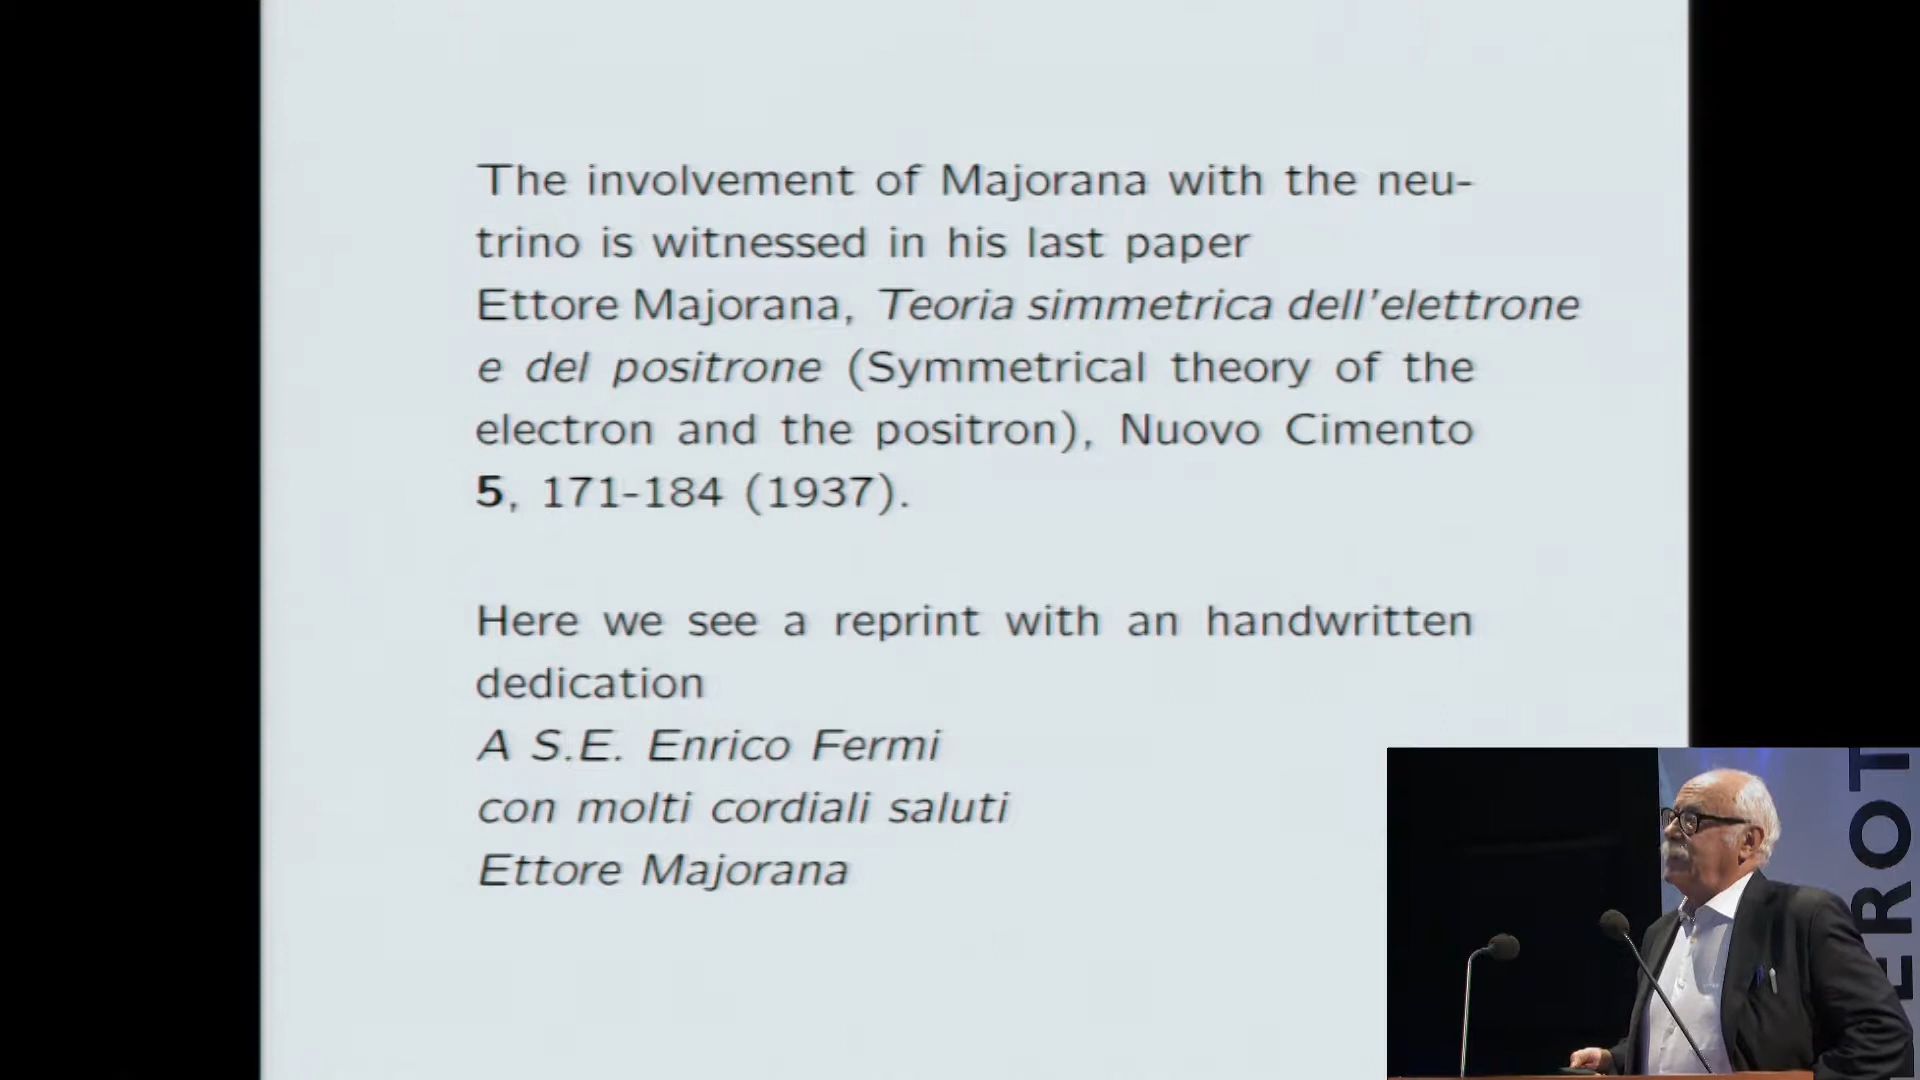 The involvement of Majorana with the neu-
trino is witnessed in his last paper
Ettore Majorana, Teoria simmetrica dell'elettrone
e del positrone (Symmetrical theory of the
electron and the positron), Nuovo Cimento
5, 171-184 (1937).
Here we see a reprint with an handwritten
dedication
A S.E. Enrico Fermi
con molti cordiali saluti
Ettore Majorana
EROT